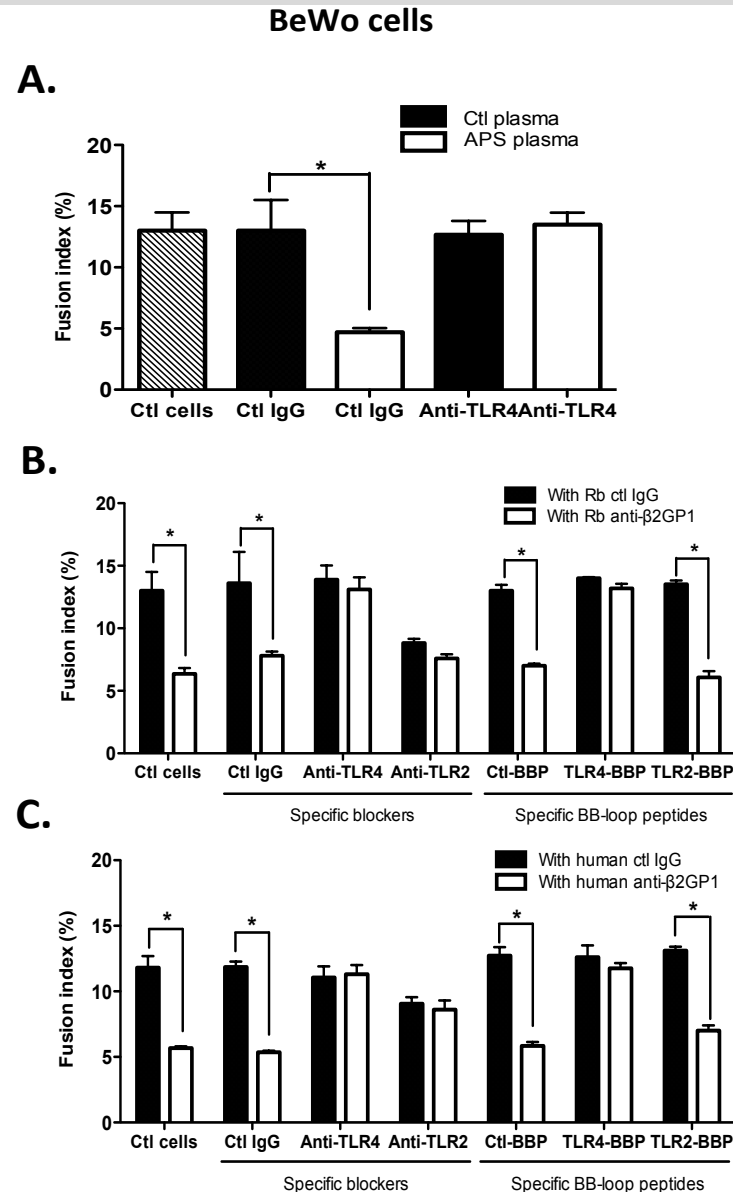 BeWo cells
A.
Ctl plasma
APS plasma
*
Fusion index (%)
20
15
10
5
0
Ctl cells Ctl IgG Ctl IgG Anti-TLR4Anti-TLR4
B.
With Rb ctl IgG
With Rb anti-β2GP1
* * * *
Fusion index (%)
20
15
10
5
0
Ctl cells Ctl IgG Anti-TLR4 Anti-TLR2 Ctl-BBP TLR4-BBP TLR2-BBP
Specific blockers Specific BB-loop peptides
C.
With human ctl IgG
With human anti-β2GP1
* * * *
Fusion index (%)
20
15
10
5
0
Ctl cells Ctl IgG Anti-TLR4 Anti-TLR2 Ctl-BBP TLR4-BBP TLR2-BBP
Specific blockers Specific BB-loop peptides